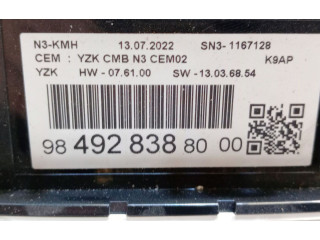 N3-KMH 13.07.2022 SN3- 1167128
CEM : YZK CMB N3 CEM02 K9AP
YZK HW - 07.61.00 SW - 13.03.68.54
98 492 838 80 00